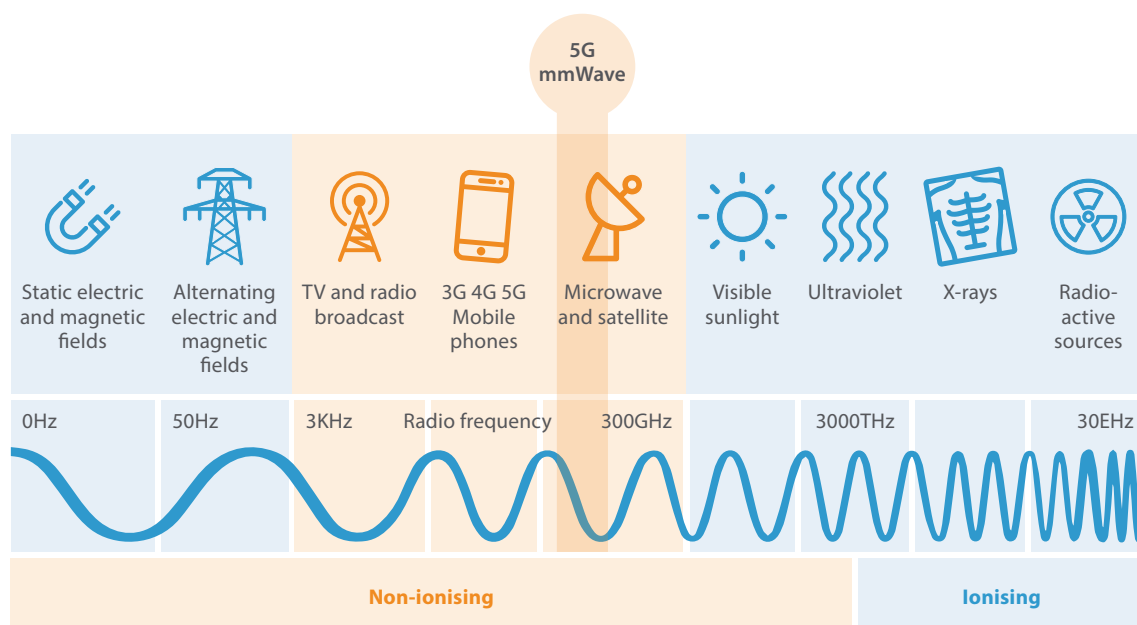 5G
mmWave
Static electric
and magnetic
fields
Alternating
electric and
magnetic
fields
TV and radio
broadcast
3G 4G 5G
Mobile
phones
Microwave
and satellite
Visible
sunlight
Ultraviolet
X-rays
Radio-
active
sources
0Hz
50Hz
3KHz
Radio frequency
300GHz
3000THz
30EHz
Non-ionising
Ionising